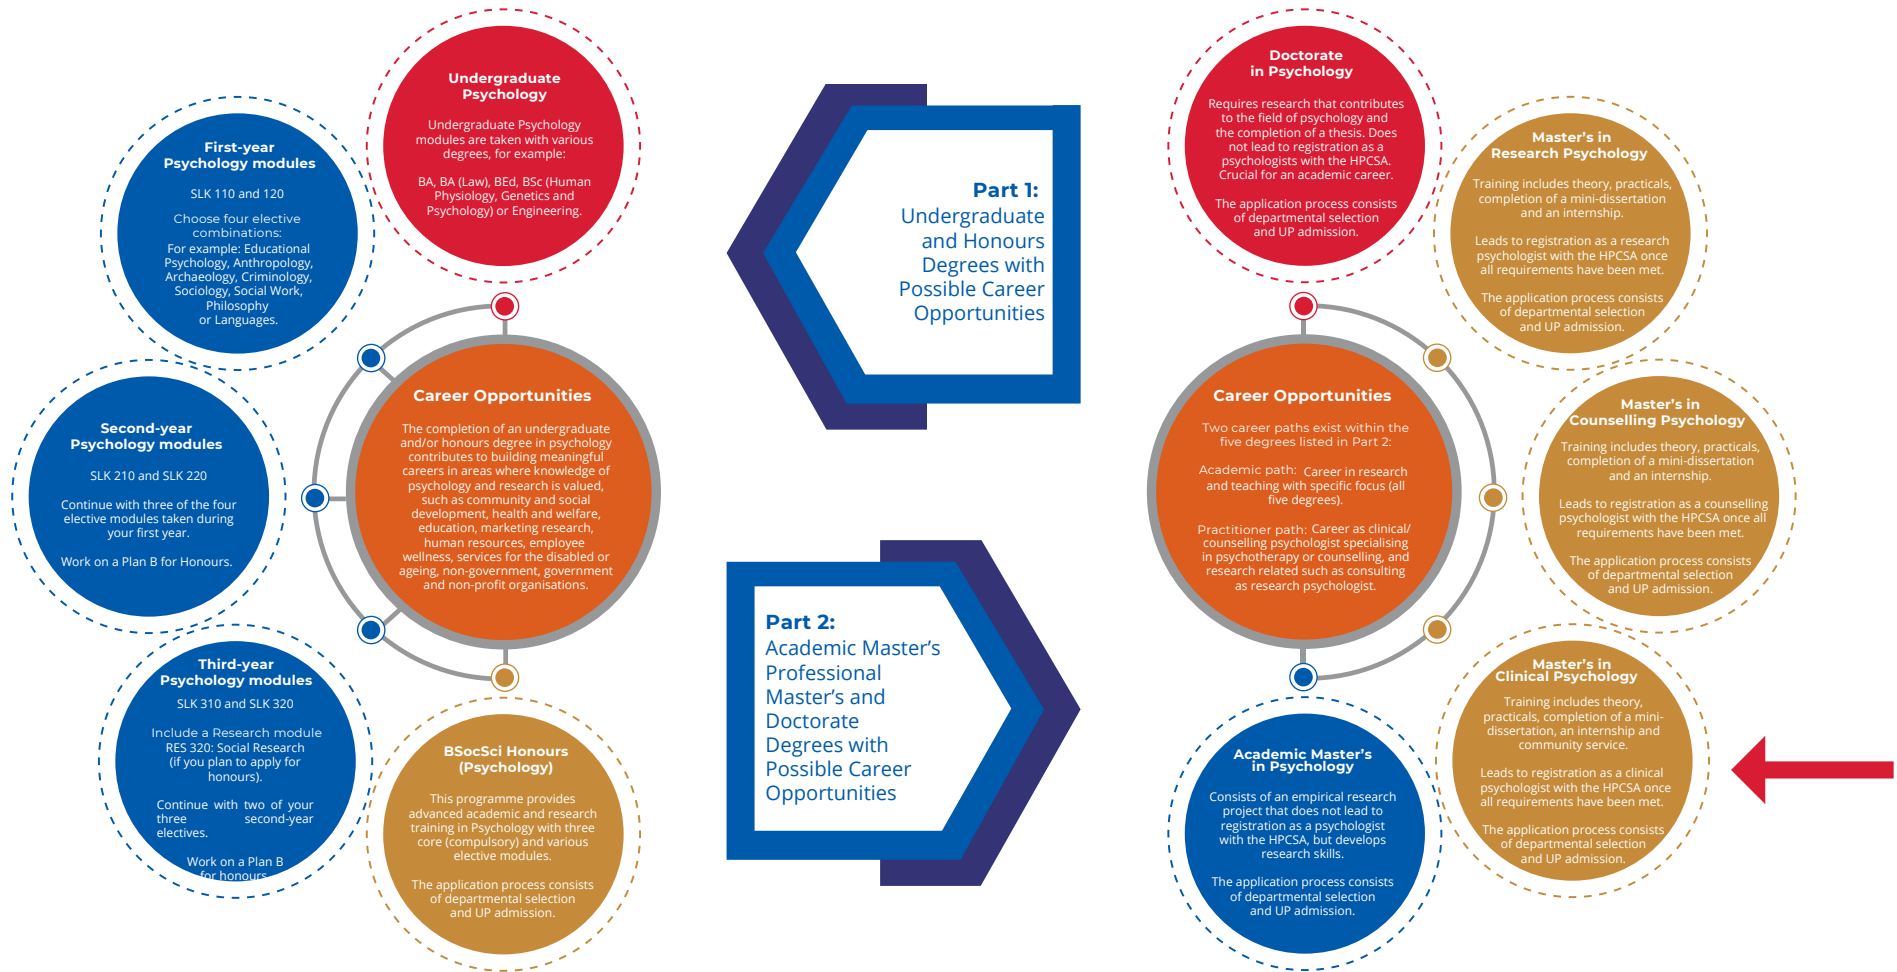 Undergraduate
Psychology
Undergraduate Psychology
modules are taken with various
degrees, for example:
BA, BA (Law), BEd, BSc (Human
Physiology, Genetics and
Psychology) or Engineering.
First-year
Psychology modules
SLK 110 and 120
Choose four elective
combinations:
For example: Educational
Psychology, Anthropology,
Archaeology, Criminology,
Sociology, Social Work,
Philosophy
or Languages.
Second-year
Psychology modules
SLK 210 and SLK 220
Continue with three of the four
elective modules taken during
your first year.
Work on a Plan B for Honours.
Third-year
Psychology modules
SLK 310 and SLK 320
Include a Research module
RES 320: Social Research
(if you plan to apply for
honours).
Continue with two of your
three second-year
electives.
Work on a Plan B
for honours
BSocSci Honours
(Psychology)
This programme provides
advanced academic and research
training in Psychology with three
core (compulsory) and various
elective modules.
The application process consists
of departmental selection
and UP admission.
Career Opportunities
The completion of an undergraduate
and/or honours degree in psychology
contributes to building meaningful
careers in areas where knowledge of
psychology and research is valued,
such as community and social
development, health and welfare,
education, marketing research,
human resources, employee
wellness, services for the disabled or
ageing, non-government, government
and non-profit organisations.
Part 1:
Undergraduate
and Honours
Degrees with
Possible Career
Opportunities
Part 2:
Academic Master's
Professional
Master's and
Doctorate
Degrees with
Possible Career
Opportunities
Doctorate
in Psychology
Requires research that contributes
to the field of psychology and
the completion of a thesis. Does
not lead to registration as a
psychologists with the HPCSA.
Crucial for an academic career.
The application process consists
of departmental selection
and UP admission.
Master's in
Research Psychology
Training includes theory, practicals,
completion of a mini-dissertation
and an internship.
Leads to registration as a research
psychologist with the HPCSA once
all requirements have been met.
The application process consists
of departmental selection
and UP admission.
Career Opportunities
Two career paths exist within the
five degrees listed in Part 2:
Academic path: Career in research
and teaching with specific focus (all
five degrees).
Practitioner path: Career as clinical/
counselling psychologist specialising
in psychotherapy or counselling, and
research related such as consulting
as research psychologist.
Master's in
Counselling Psychology
Training includes theory, practicals,
completion of a mini-dissertation
and an internship.
Leads to registration as a counselling
psychologist with the HPCSA once all
requirements have been met.
The application process consists
of departmental selection
and UP admission.
Master's in
Clinical Psychology
Training includes theory,
practicals, completion of a mini-
dissertation, an internship and
community service.
Leads to registration as a clinical
psychologist with the HPCSA once
all requirements have been met.
The application process consists
of departmental selection
and UP admission.
Academic Master's
in Psychology
Consists of an empirical research
project that does not lead to
registration as a psychologist
with the HPCSA, but develops
research skills.
The application process consists
of departmental selection
and UP admission.